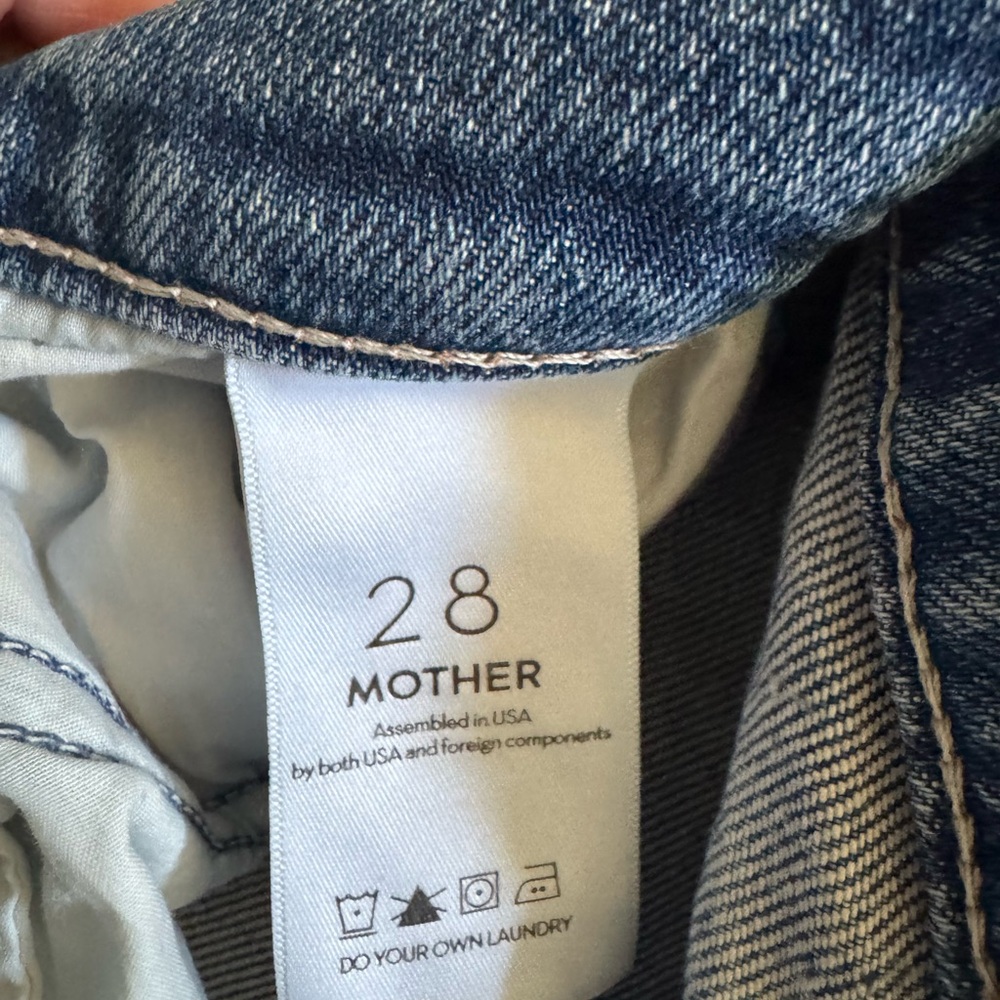 28
MOTHER
Assembled in USA
by both USA and foreign components
DO YOUR OWN LAUNDRY